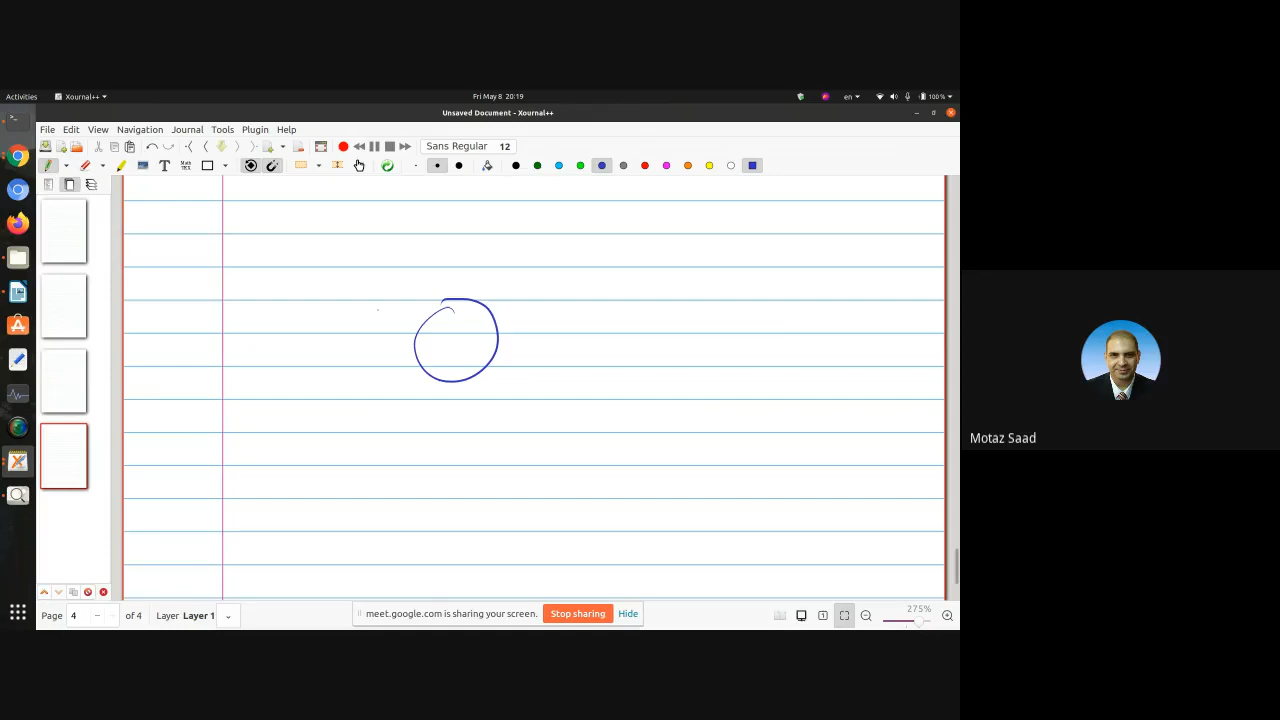 Activities Xournal++ Fri May 8 20:19 en 100%
Unsaved Document - Xournal++
File Edit View Navigation Journal Tools Plugin Help
Sans Regular 12
Motaz Saad
275%
Page 4 of 4 Layer Layer 1 meet.google.com is sharing your screen. Stop sharing Hide